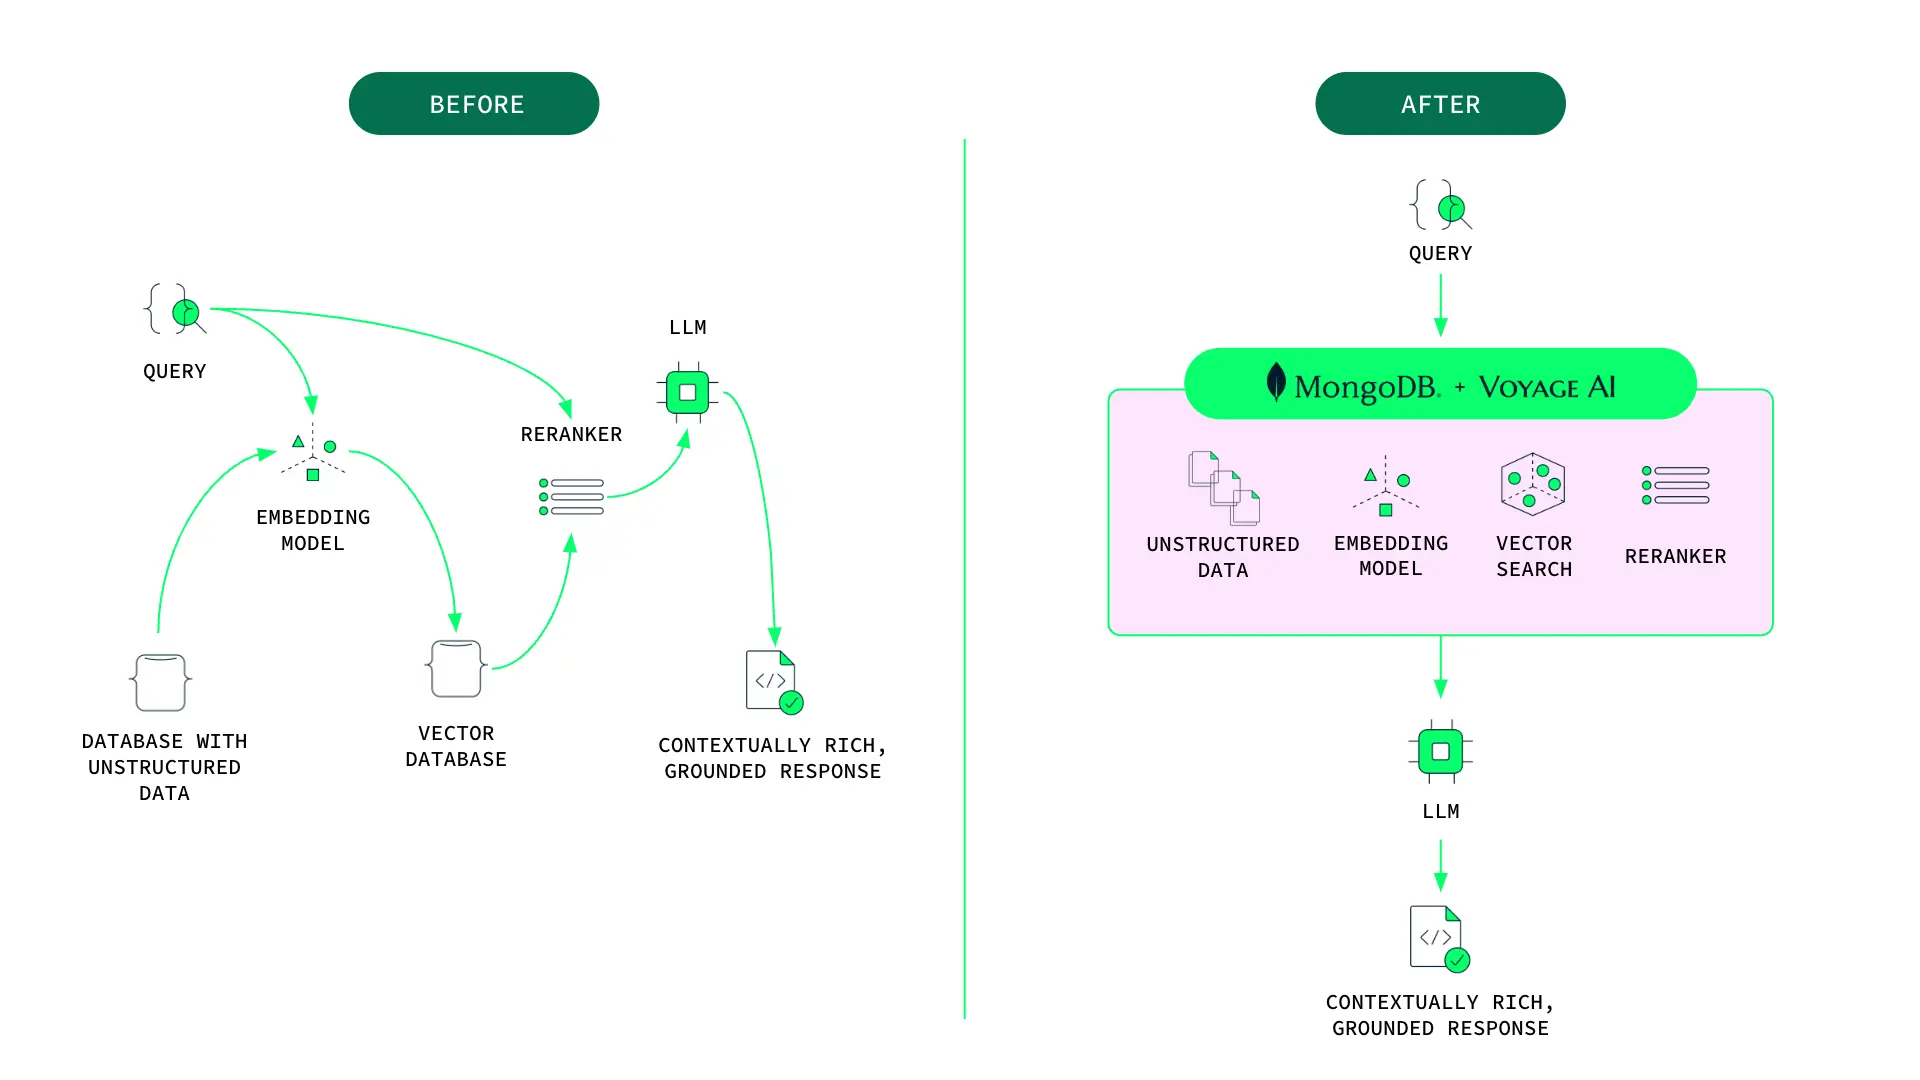 BEFORE
QUERY
LLM
RERANKER
EMBEDDING
MODEL
DATABASE WITH
UNSTRUCTURED
DATA
VECTOR
DATABASE
</>
CONTEXTUALLY RICH,
GROUNDED RESPONSE
AFTER
QUERY
MongoDB. + VOYAGE AI
UNSTRUCTURED
DATA
EMBEDDING
MODEL
VECTOR
SEARCH
RERANKER
LLM
</>
CONTEXTUALLY RICH,
GROUNDED RESPONSE